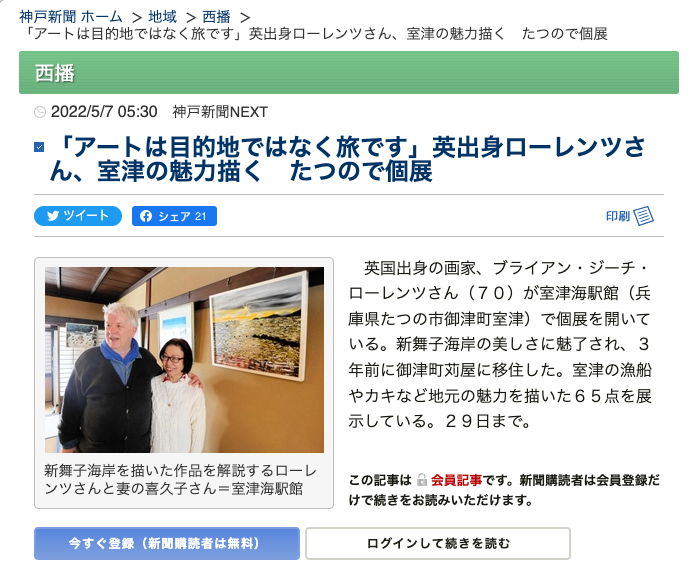 神戸新聞 ホーム ＞ 地域 ＞ 西播 ＞
「アートは目的地ではなく旅です」英出身ローレンツさん、室津の魅力描く　たつので個展
西播
2022/5/7 05:30　神戸新聞NEXT
「アートは目的地ではなく旅です」英出身ローレンツさ
ん、室津の魅力描く　たつので個展
ツイート
シェア 21
印刷
英国出身の画家、ブライアン・ジーチ・
ローレンツさん（７０）が室津海駅館（兵
庫県たつの市御津町室津）で個展を開いて
いる。新舞子海岸の美しさに魅了され、３
年前に御津町苅屋に移住した。室津の漁船
やカキなど地元の魅力を描いた６５点を展
示している。２９日まで。
新舞子海岸を描いた作品を解説するローレ
ンツさんと妻の喜久子さん＝室津海駅館
この記事は会員記事です。新聞購読者は会員登録だ
けで続きをお読みいただけます。
今すぐ登録（新聞購読者は無料）
ログインして続きを読む